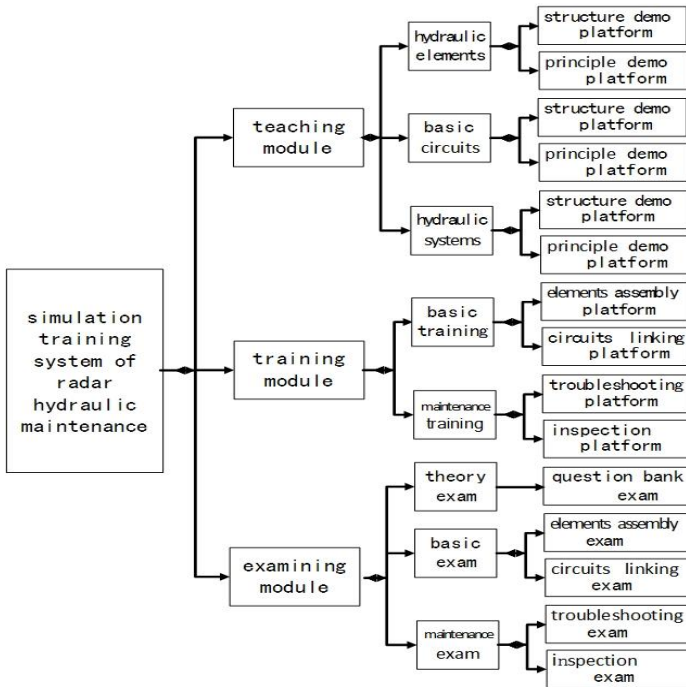 simulation
training
system of
radar
hydraulic
maintenance
teaching
module
hydraulic
elements
structure demo
platform
principle demo
platform
basic
circuits
structure demo
platform
principle demo
platform
hydraulic
systems
structure demo
platform
principle demo
platform
training
module
basic
training
elements assembly
platform
circuits linking
platform
maintenance
training
troubleshooting
platform
inspection
platform
examining
module
theory
exam
question bank
exam
basic
exam
elements assembly
exam
circuits linking
exam
maintenance
exam
troubleshooting
exam
inspection
exam